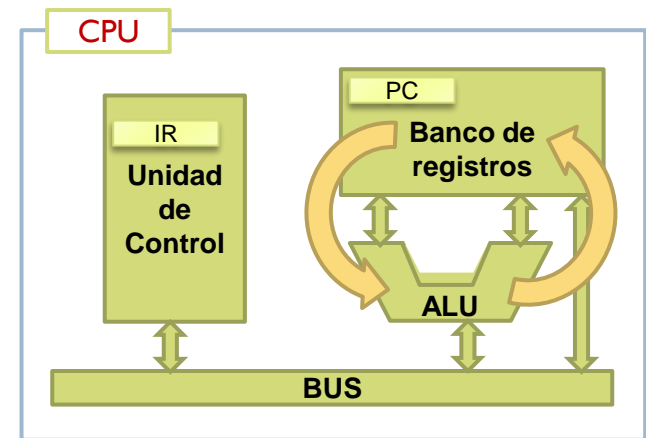 CPU
IR
Unidad
de
Control
PC
Banco de
registros
ALU
BUS